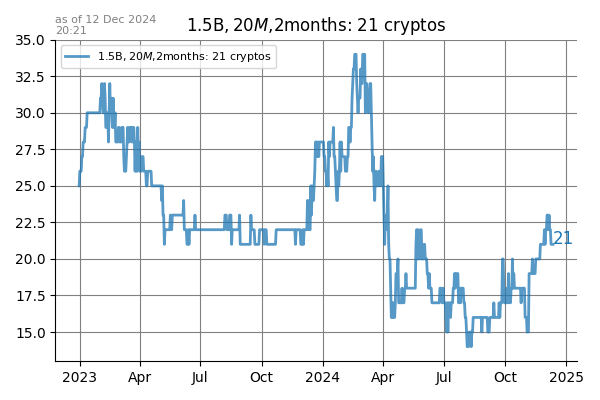 as of 12 Dec 2024
20:21
1.5B, 20M,2months: 21 cryptos
1.5B, 20M,2months: 21 cryptos
35.0
32.5
30.0
27.5
25.0
22.5
20.0
17.5
15.0
21
2023 Apr Jul Oct 2024 Apr Jul Oct 2025